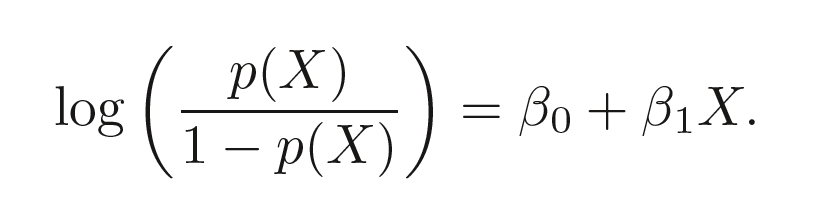 log ( p(X) / (1 − p(X)) ) = β₀ + β₁X.